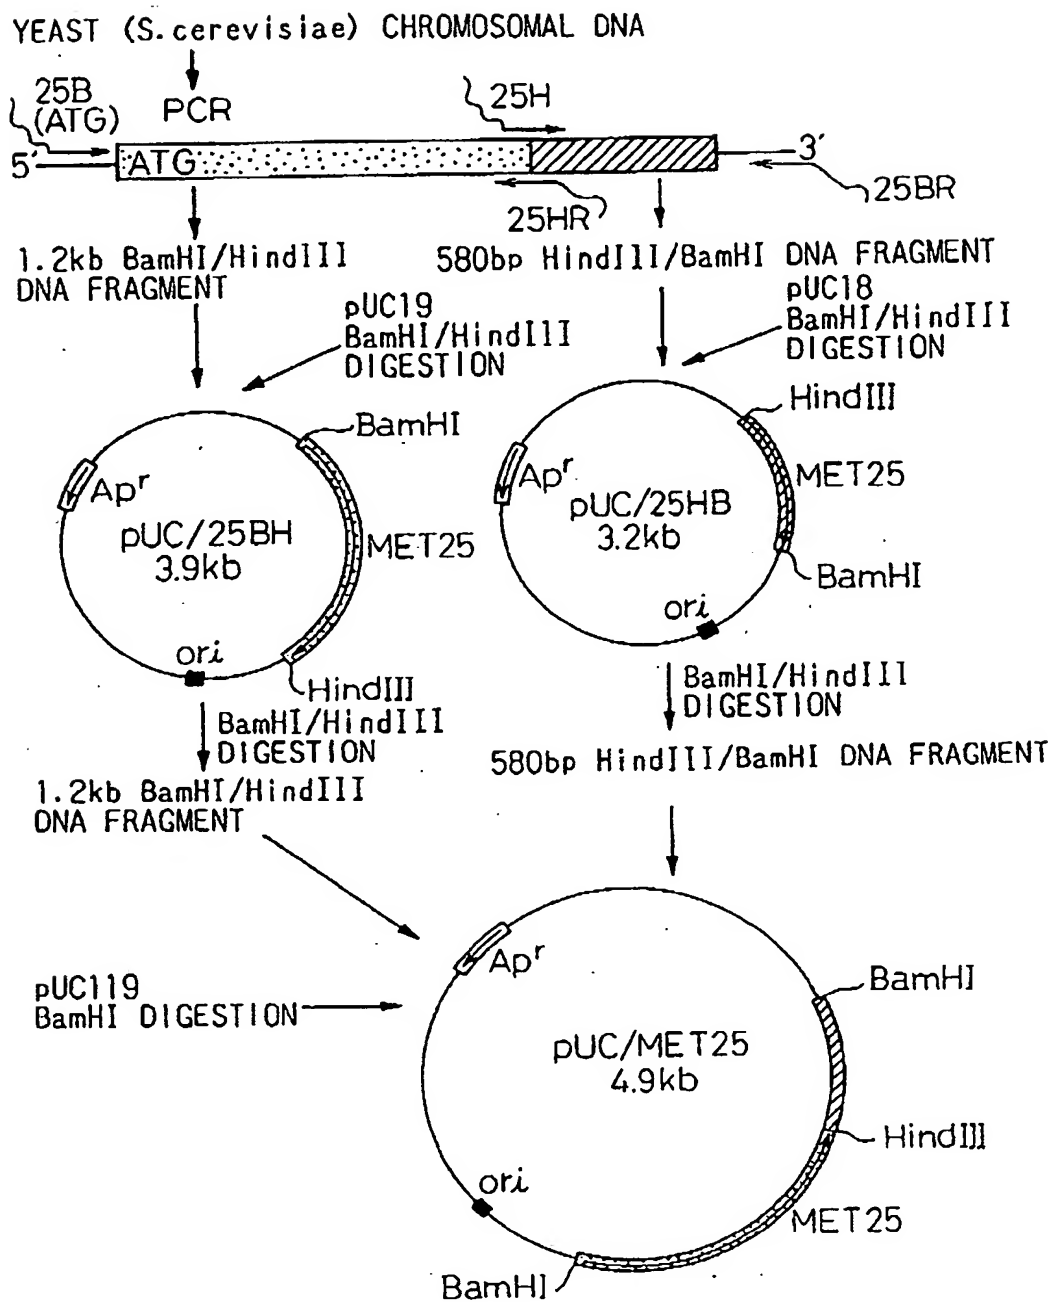 YEAST (S.cerevisiae) CHROMOSOMAL DNA
25B
(ATG)
PCR
25H
5′
ATG
3′
25HR
25BR
1.2kb BamHI/HindIII
DNA FRAGMENT
580bp HindIII/BamHI DNA FRAGMENT
pUC19
BamHI/HindIII
DIGESTION
pUC18
BamHI/HindIII
DIGESTION
BamHI
Apʳ
pUC/25BH
3.9kb
MET25
ori
HindIII
HindIII
Apʳ
MET25
pUC/25HB
3.2kb
BamHI
ori
BamHI/HindIII
DIGESTION
BamHI/HindIII
DIGESTION
1.2kb BamHI/HindIII
DNA FRAGMENT
580bp HindIII/BamHI DNA FRAGMENT
pUC119
BamHI DIGESTION
Apʳ
BamHI
pUC/MET25
4.9kb
HindIII
ori
MET25
BamHI